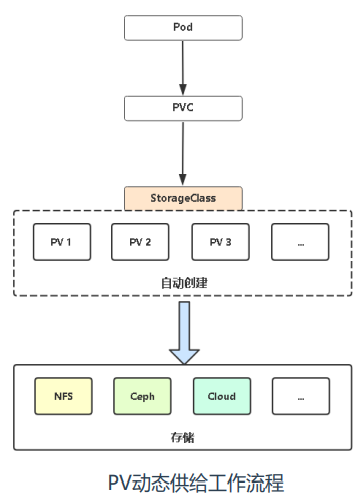 Pod
PVC
StorageClass
PV 1
PV 2
PV 3
...
自动创建
NFS
Ceph
Cloud
...
存储
PV动态供给工作流程